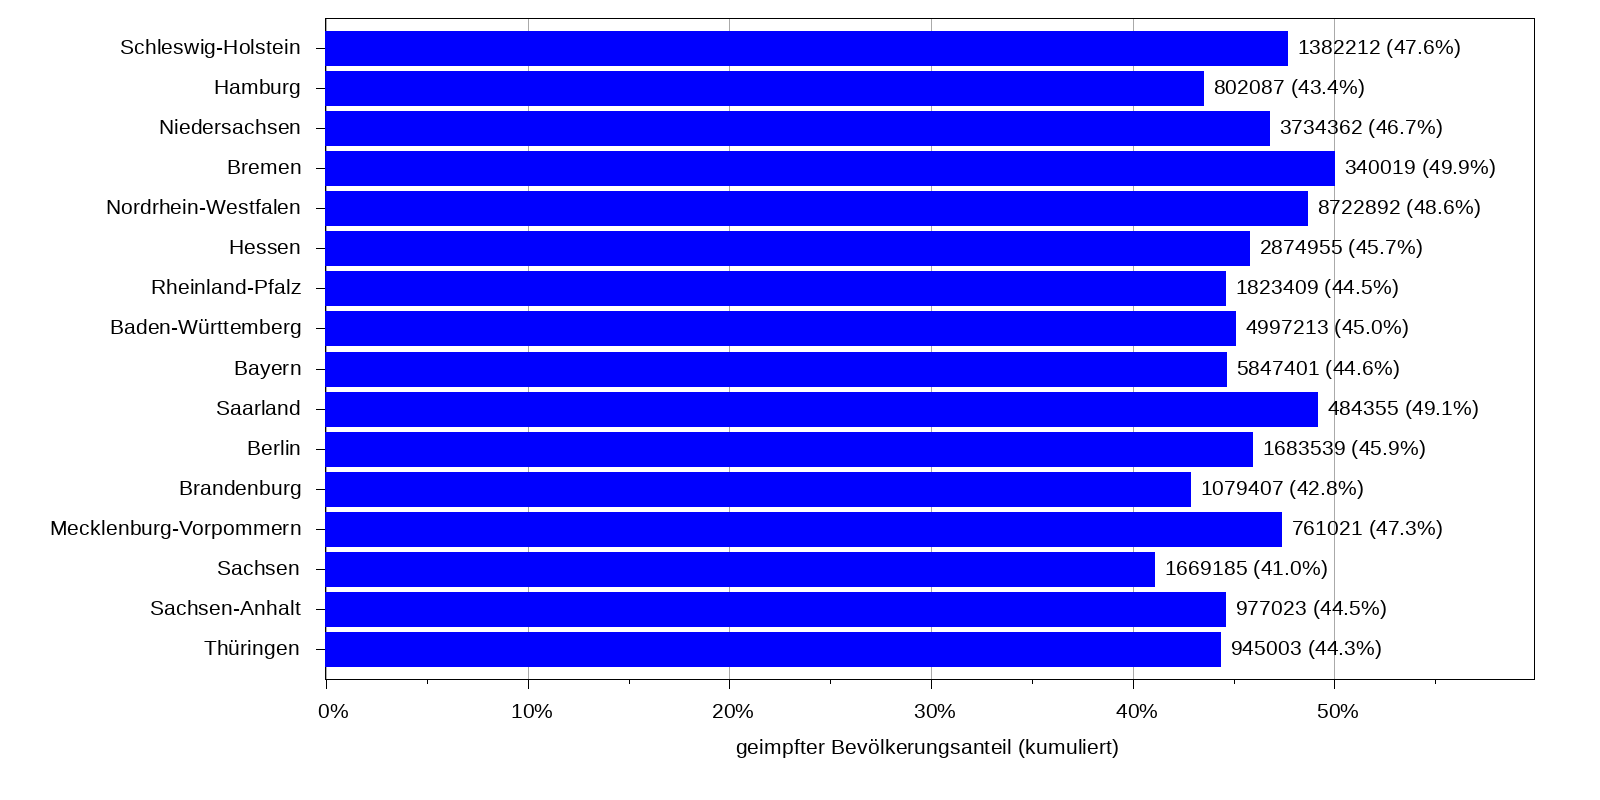 Schleswig-Holstein 1382212 (47.6%)
Hamburg 802087 (43.4%)
Niedersachsen 3734362 (46.7%)
Bremen 340019 (49.9%)
Nordrhein-Westfalen 8722892 (48.6%)
Hessen 2874955 (45.7%)
Rheinland-Pfalz 1823409 (44.5%)
Baden-Württemberg 4997213 (45.0%)
Bayern 5847401 (44.6%)
Saarland 484355 (49.1%)
Berlin 1683539 (45.9%)
Brandenburg 1079407 (42.8%)
Mecklenburg-Vorpommern 761021 (47.3%)
Sachsen 1669185 (41.0%)
Sachsen-Anhalt 977023 (44.5%)
Thüringen 945003 (44.3%)
0% 10% 20% 30% 40% 50%
geimpfter Bevölkerungsanteil (kumuliert)